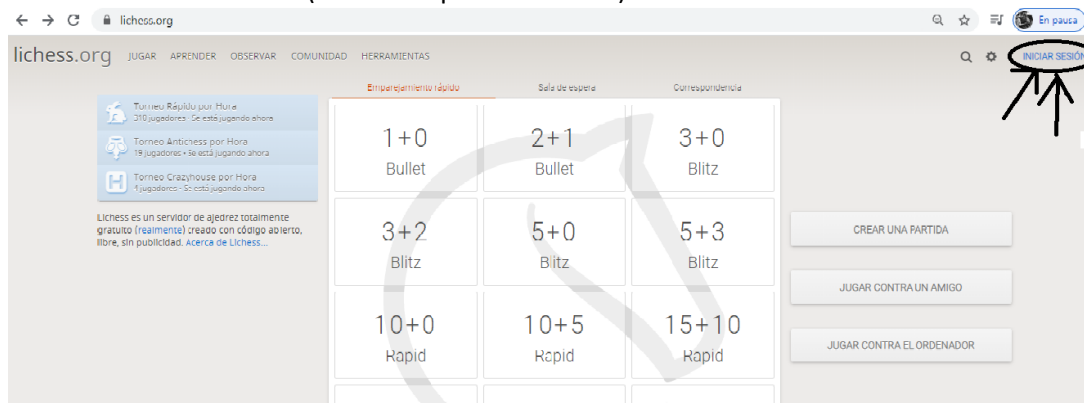 lichess.org
En pausa
lichess.org JUGAR APRENDER OBSERVAR COMUNIDAD HERRAMIENTAS
INICIAR SESIÓN
Emparejamiento rápido Sala de espera Correspondencia
Torneo Rápido por Hora
310 jugadores • Se está jugando ahora
Torneo Antichess por Hora
19 jugadores • Se está jugando ahora
Torneo Crazyhouse por Hora
4 jugadores • Se está jugando ahora
Lichess es un servidor de ajedrez totalmente
gratuito (realmente) creado con código abierto,
libre, sin publicidad. Acerca de Lichess...
1+0
Bullet
2+1
Bullet
3+0
Blitz
3+2
Blitz
5+0
Blitz
5+3
Blitz
10+0
Rapid
10+5
Rapid
15+10
Rapid
CREAR UNA PARTIDA
JUGAR CONTRA UN AMIGO
JUGAR CONTRA EL ORDENADOR